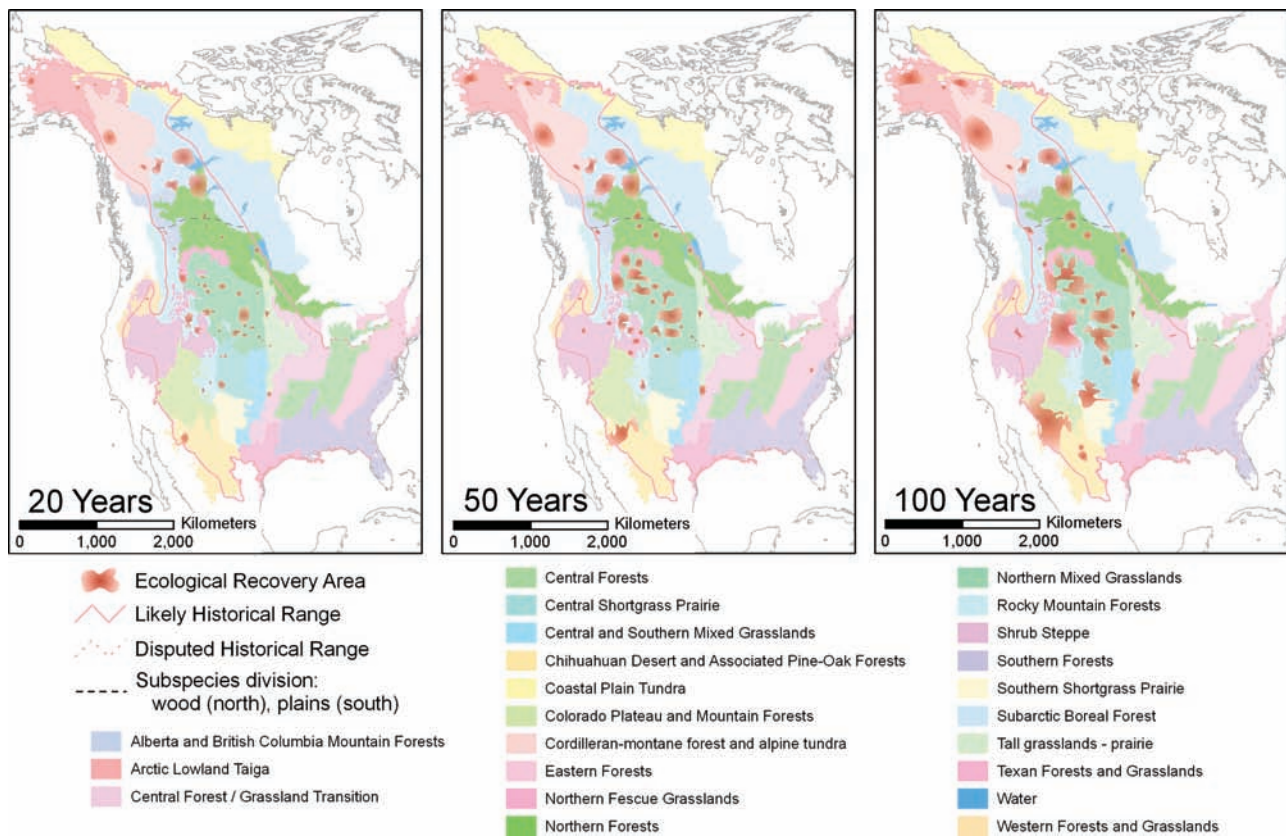 20 Years
Kilometers
0 1,000 2,000
50 Years
Kilometers
0 1,000 2,000
100 Years
Kilometers
0 1,000 2,000
Ecological Recovery Area
Likely Historical Range
Disputed Historical Range
Subspecies division:
wood (north), plains (south)
Alberta and British Columbia Mountain Forests
Arctic Lowland Taiga
Central Forest / Grassland Transition
Central Forests
Central Shortgrass Prairie
Central and Southern Mixed Grasslands
Chihuahuan Desert and Associated Pine-Oak Forests
Coastal Plain Tundra
Colorado Plateau and Mountain Forests
Cordilleran-montane forest and alpine tundra
Eastern Forests
Northern Fescue Grasslands
Northern Forests
Northern Mixed Grasslands
Rocky Mountain Forests
Shrub Steppe
Southern Forests
Southern Shortgrass Prairie
Subarctic Boreal Forest
Tall grasslands - prairie
Texan Forests and Grasslands
Water
Western Forests and Grasslands